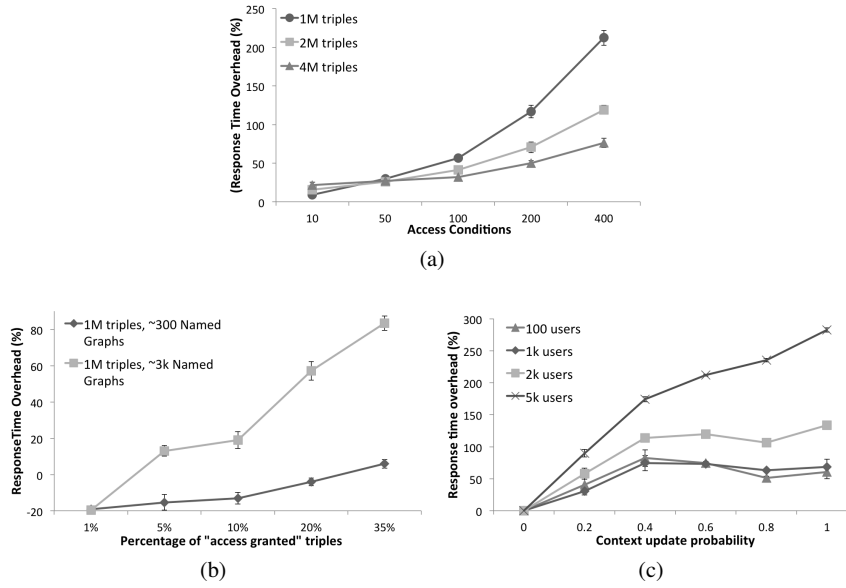 250
200
150
100
50
0
(Response Time Overhead (%)
1M triples
2M triples
4M triples
10 50 100 200 400
Access Conditions
(a)
80
60
40
20
0
-20
ResponseTime Overhead (%)
1M triples, ~300 Named
Graphs
1M triples, ~3k Named
Graphs
1% 5% 10% 20% 35%
Percentage of "access granted" triples
(b)
300
250
200
150
100
50
0
Response time overhead (%)
100 users
1k users
2k users
5k users
0 0.2 0.4 0.6 0.8 1
Context update probability
(c)